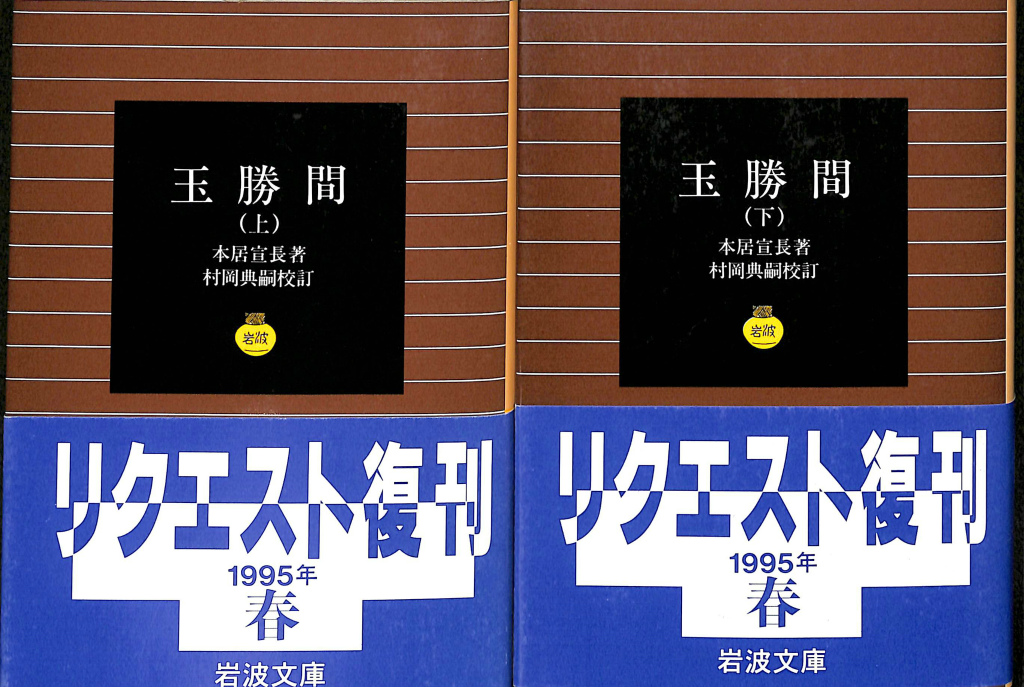 玉勝間
(上)
本居宣長著
村岡典嗣校訂
岩波
リクエスト復刊
1995年
春
岩波文庫
玉勝間
(下)
本居宣長著
村岡典嗣校訂
岩波
リクエスト復刊
1995年
春
岩波文庫